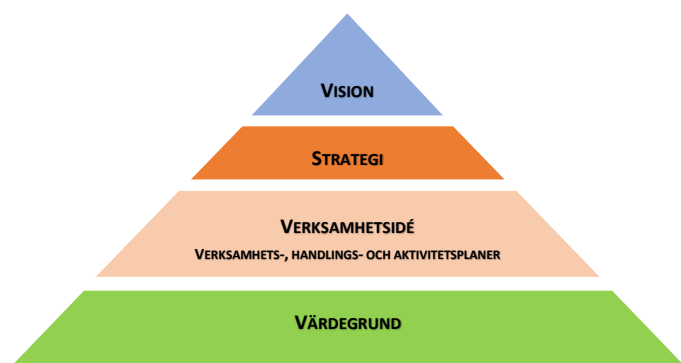 Vision
Strategi
Verksamhetsidé
Verksamhets-, handlings- och aktivitetsplaner
Värdegrund